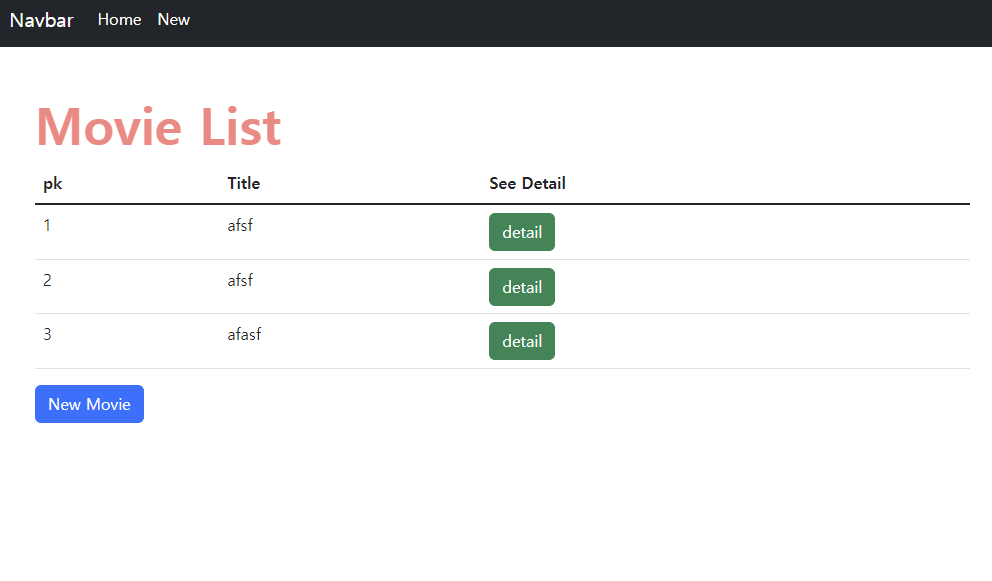 Navbar Home New
Movie List
pk Title See Detail
1 afsf detail
2 afsf detail
3 afasf detail
New Movie